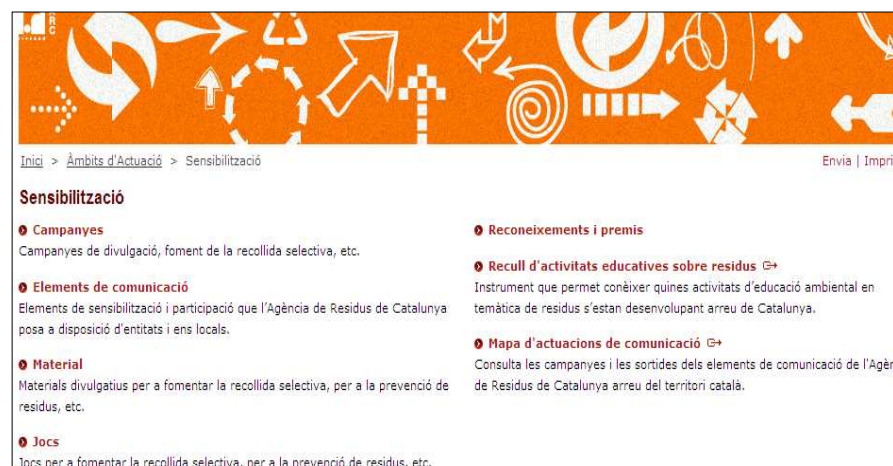 Inici > Àmbits d'Actuació > Sensibilització
Envia | Impri
Sensibilització
Campanyes
Campanyes de divulgació, foment de la recollida selectiva, etc.
Elements de comunicació
Elements de sensibilització i participació que l'Agència de Residus de Catalunya
posa a disposició d'entitats i ens locals.
Material
Materials divulgatius per a fomentar la recollida selectiva, per a la prevenció de
residus, etc.
Jocs
Jocs per a fomentar la recollida selectiva, per a la prevenció de residus, etc.
Reconeixements i premis
Recull d'activitats educatives sobre residus
Instrument que permet conèixer quines activitats d'educació ambiental en
temàtica de residus s'estan desenvolupant arreu de Catalunya.
Mapa d'actuacions de comunicació
Consulta les campanyes i les sortides dels elements de comunicació de l'Agèn
de Residus de Catalunya arreu del territori català.